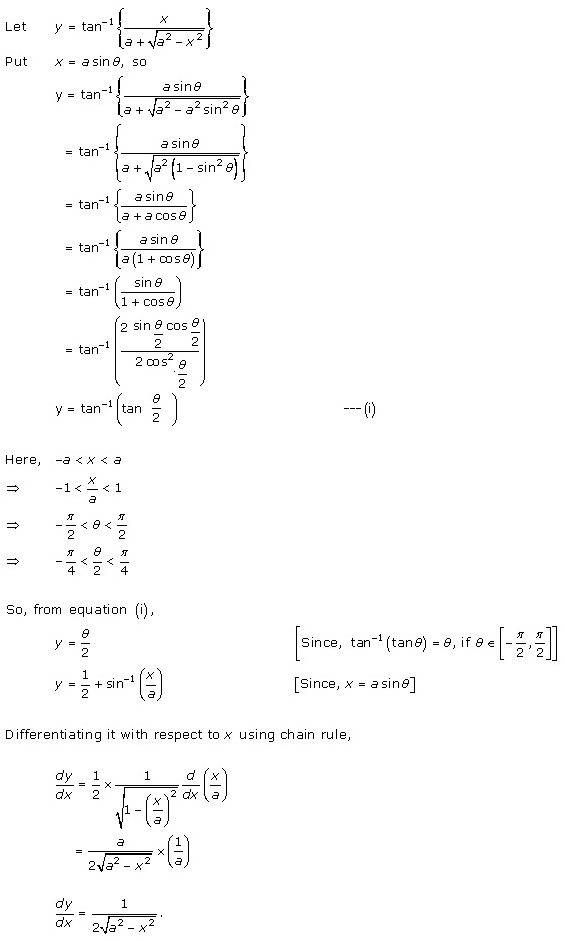 Let y = tan⁻¹{x/(a + √(a² − x²))}
Put x = a sin θ, so
y = tan⁻¹{a sin θ/(a + √(a² − a² sin² θ))}
= tan⁻¹{a sin θ/(a + √(a²(1 − sin² θ)))}
= tan⁻¹{a sin θ/(a + a cos θ)}
= tan⁻¹{a sin θ/(a(1 + cos θ))}
= tan⁻¹(sin θ/(1 + cos θ))
= tan⁻¹((2 sin θ/2 cos θ/2)/(2 cos² θ/2))
y = tan⁻¹(tan θ/2) ---(i)
Here, −a < x < a
⇒ −1 < x/a < 1
⇒ −π/2 < θ < π/2
⇒ −π/4 < θ/2 < π/4
So, from equation (i),
y = θ/2 [Since, tan⁻¹(tan θ) = θ, if θ ∈ [−π/2, π/2]]
y = 1/2 + sin⁻¹(x/a) [Since, x = a sin θ]
Differentiating it with respect to x using chain rule,
dy/dx = 1/2 × 1/√(1 − (x/a)²) d/dx (x/a)
= a/(2√(a² − x²)) × (1/a)
dy/dx = 1/(2√(a² − x²)).